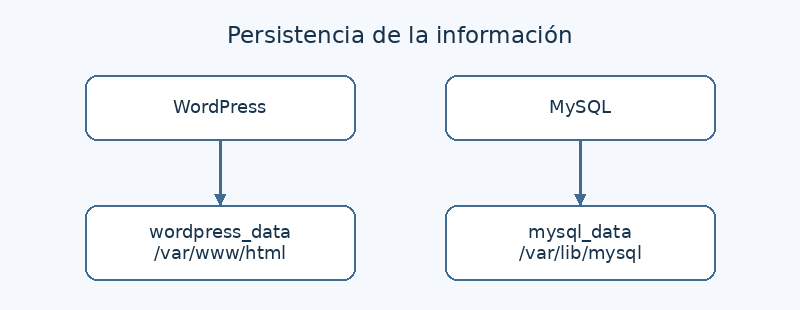 Persistencia de la información
WordPress
MySQL
wordpress_data
/var/www/html
mysql_data
/var/lib/mysql